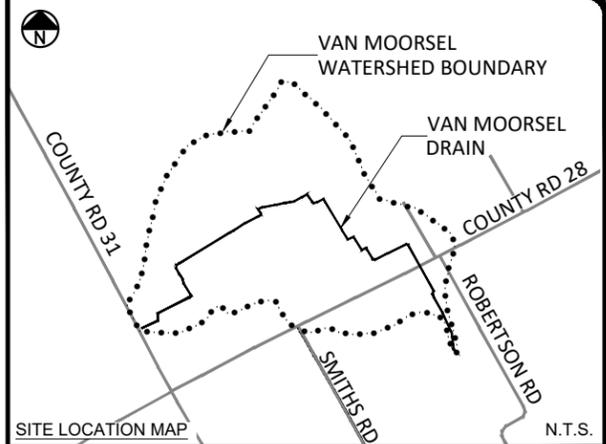 N
VAN MOORSEL
WATERSHED BOUNDARY
VAN MOORSEL
DRAIN
COUNTY RD 31
COUNTY RD 28
ROBERTSON RD
SMITHS RD
SITE LOCATION MAP
N.T.S.